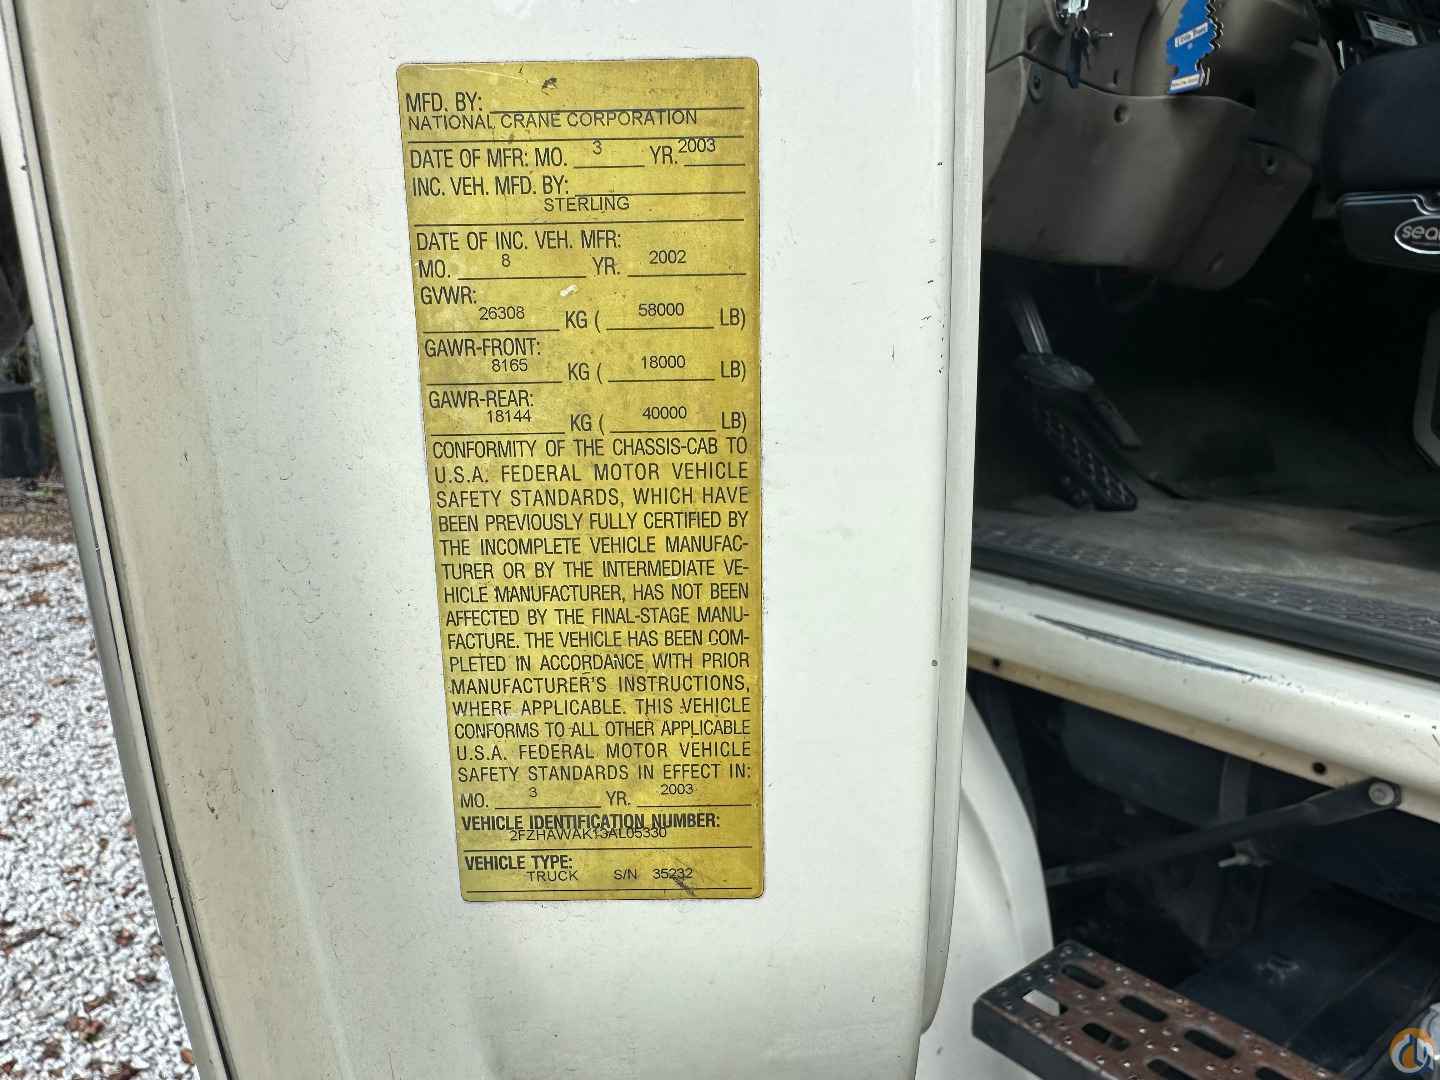 MFD. BY:
NATIONAL CRANE CORPORATION
DATE OF MFR: MO. 3 YR. 2003
INC. VEH. MFD. BY:
STERLING
DATE OF INC. VEH. MFR:
MO. 8 YR. 2002
GVWR:
26308 KG ( 58000 LB)
GAWR-FRONT:
8165 KG ( 18000 LB)
GAWR-REAR:
18144 KG ( 40000 LB)
CONFORMITY OF THE CHASSIS-CAB TO
U.S.A. FEDERAL MOTOR VEHICLE
SAFETY STANDARDS, WHICH HAVE
BEEN PREVIOUSLY FULLY CERTIFIED BY
THE INCOMPLETE VEHICLE MANUFAC-
TURER OR BY THE INTERMEDIATE VE-
HICLE MANUFACTURER, HAS NOT BEEN
AFFECTED BY THE FINAL-STAGE MANU-
FACTURE. THE VEHICLE HAS BEEN COM-
PLETED IN ACCORDANCE WITH PRIOR
MANUFACTURER'S INSTRUCTIONS,
WHERE APPLICABLE. THIS VEHICLE
CONFORMS TO ALL OTHER APPLICABLE
U.S.A. FEDERAL MOTOR VEHICLE
SAFETY STANDARDS IN EFFECT IN:
MO. 3 YR. 2003
VEHICLE IDENTIFICATION NUMBER:
2FZHAWAK13AL05330
VEHICLE TYPE:
TRUCK S/N 35232